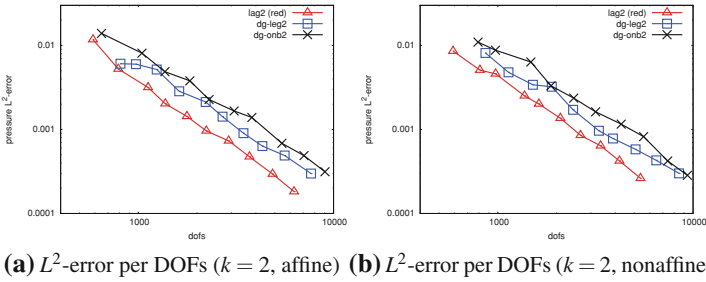 lag2 (red)
dg-leg2
dg-onb2
0.01
0.001
0.0001
1000
10000
pressure L²-error
dofs
lag2 (red)
dg-leg2
dg-onb2
0.01
0.001
0.0001
1000
10000
pressure L²-error
dofs
(a) L²-error per DOFs (k = 2, affine) (b) L²-error per DOFs (k = 2, nonaffine